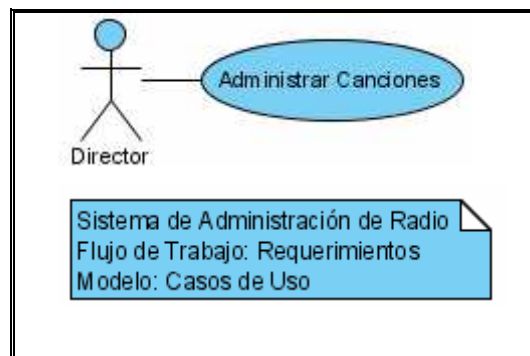 Administrar Canciones
Director
Sistema de Administración de Radio
Flujo de Trabajo: Requerimientos
Modelo: Casos de Uso